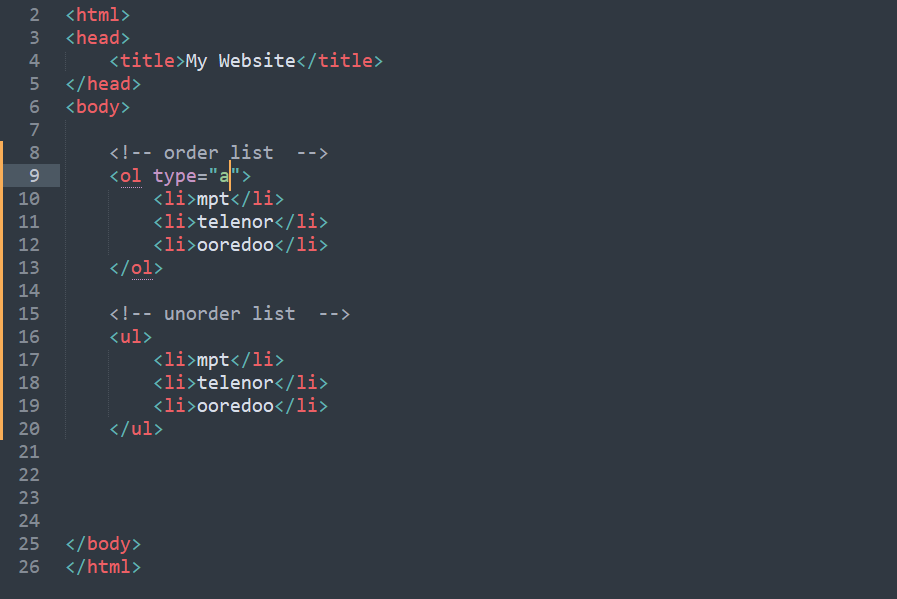 2 <html>
3 <head>
4     <title>My Website</title>
5 </head>
6 <body>
7
8     <!-- order list  -->
9     <ol type="a">
10         <li>mpt</li>
11         <li>telenor</li>
12         <li>ooredoo</li>
13     </ol>
14
15     <!-- unorder list  -->
16     <ul>
17         <li>mpt</li>
18         <li>telenor</li>
19         <li>ooredoo</li>
20     </ul>
21
22
23
24
25 </body>
26 </html>